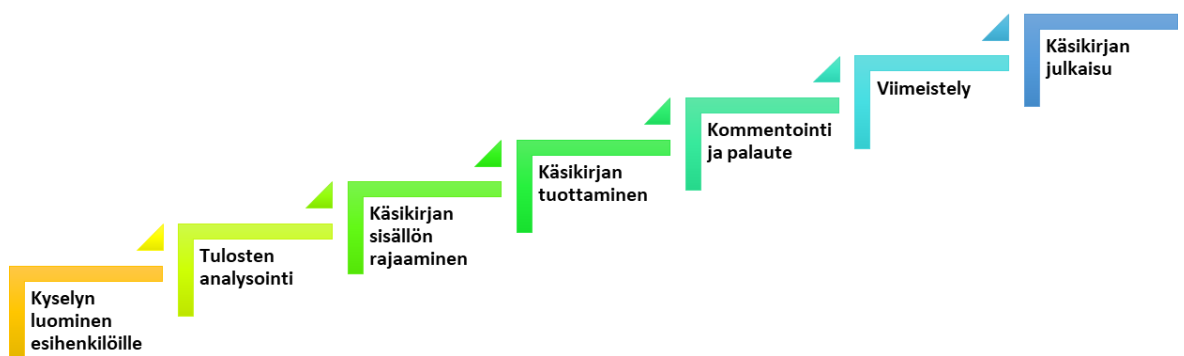 Kyselyn
luominen
esihenkilöille
Tulosten
analysointi
Käsikirjan
sisällön
rajaaminen
Käsikirjan
tuottaminen
Kommentointi
ja palaute
Viimeistely
Käsikirjan
julkaisu